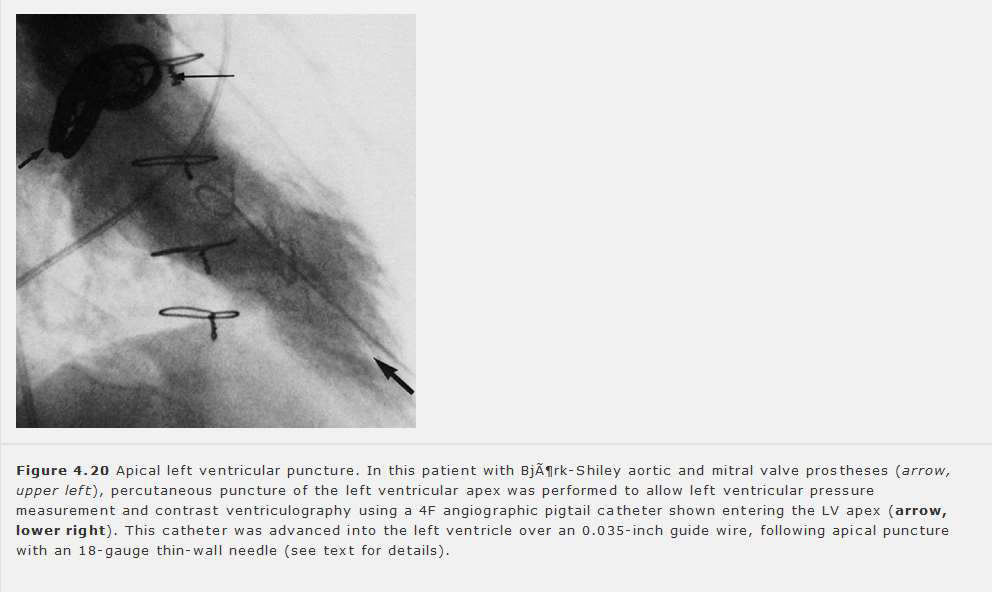 Figure 4.20 Apical left ventricular puncture. In this patient with BjÃ¶rk-Shiley aortic and mitral valve prostheses (arrow,
upper left), percutaneous puncture of the left ventricular apex was performed to allow left ventricular pressure
measurement and contrast ventriculography using a 4F angiographic pigtail catheter shown entering the LV apex (arrow,
lower right). This catheter was advanced into the left ventricle over an 0.035-inch guide wire, following apical puncture
with an 18-gauge thin-wall needle (see text for details).